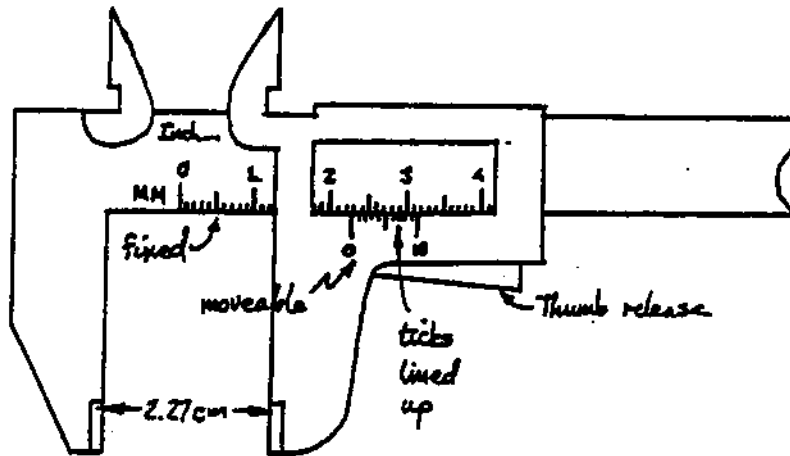 Inch
0 1 2 3 4
MM
fixed
0 10
moveable
Thumb release
ticks
lined
up
2.27cm